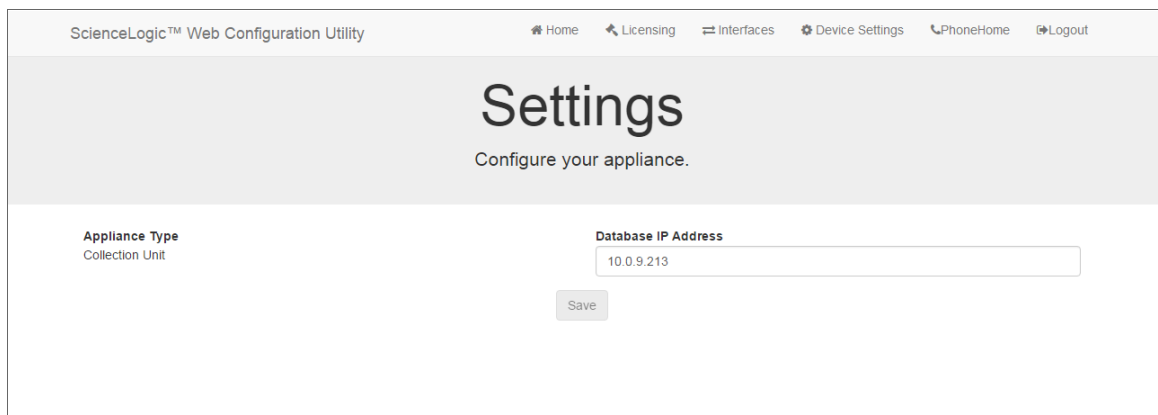 ScienceLogic™ Web Configuration Utility Home Licensing Interfaces Device Settings PhoneHome Logout
Settings
Configure your appliance.
Appliance Type
Collection Unit
Database IP Address
10.0.9.213
Save